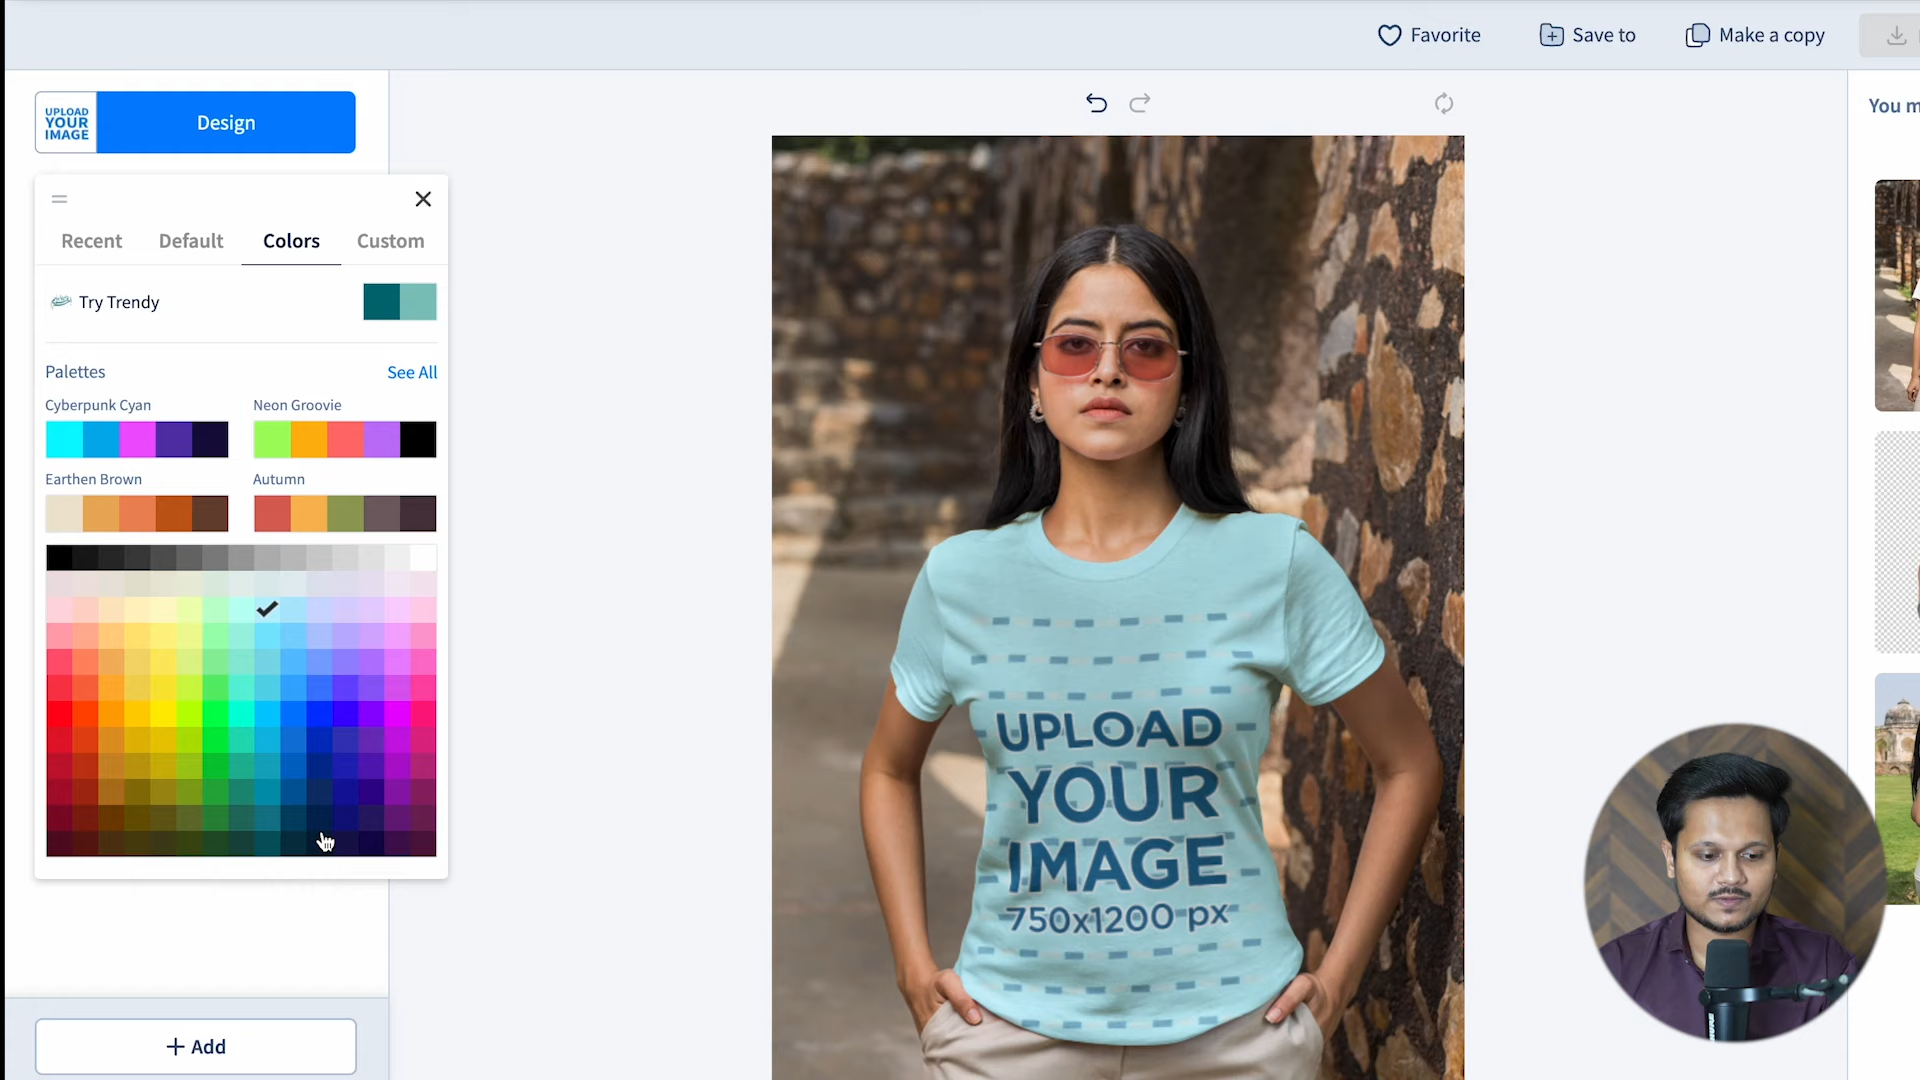 Favorite
Save to
Make a copy
UPLOAD
YOUR
IMAGE
Design
You m
Recent
Default
Colors
Custom
Try Trendy
Palettes
See All
Cyberpunk Cyan
Neon Groovie
Earthen Brown
Autumn
UPLOAD
YOUR
IMAGE
750x1200 px
+ Add